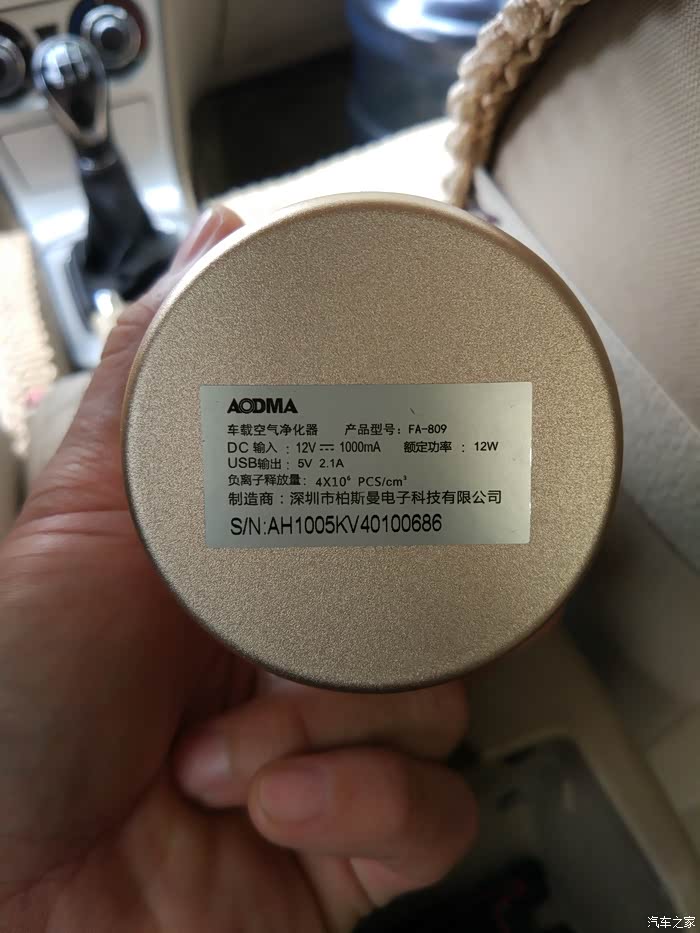 AODMA
车载空气净化器 产品型号：FA-809
DC 输入：12V⎓1000mA 额定功率：12W
USB输出：5V 2.1A
负离子释放量：4X10⁶ PCS/cm³
制造商：深圳市柏斯曼电子科技有限公司
S/N:AH1005KV40100686
汽车之家